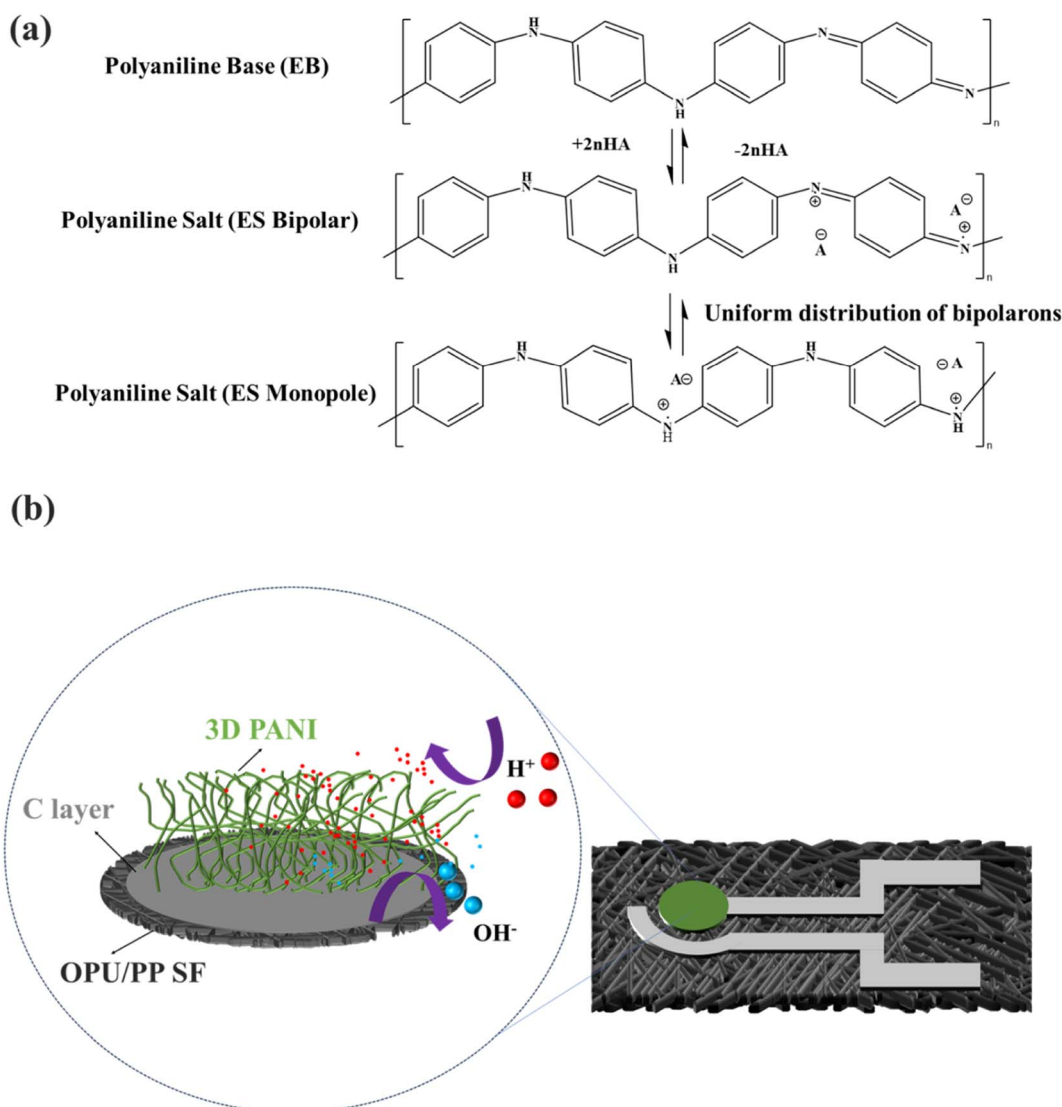 (a)
Polyaniline Base (EB)
H
N
N
N
H
N
n
+2nHA
-2nHA
Polyaniline Salt (ES Bipolar)
H
N
N
⊕
A⊖
⊖
A
⊕
N
H
N
n
Uniform distribution of bipolarons
Polyaniline Salt (ES Monopole)
H
N
H
N
A⊖
⊖A
⊕
N
H
⊕
N
H
n
(b)
3D PANI
H+
C layer
OH-
OPU/PP SF